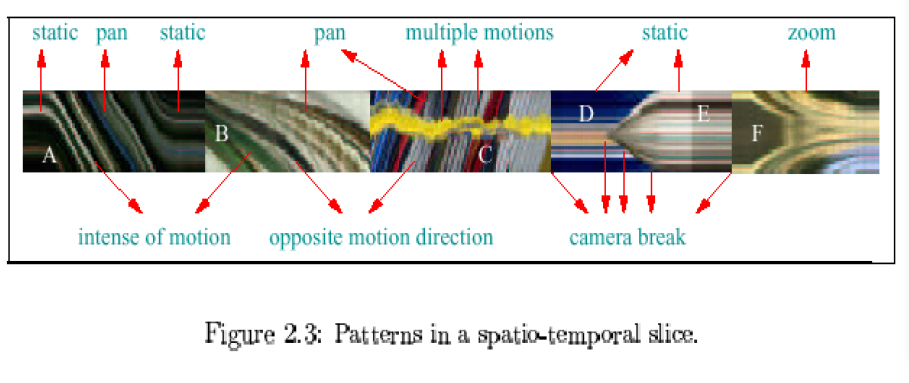 static pan static pan multiple motions static zoom
D E
B F
A C
intense of motion opposite motion direction camera break
Figure 2.3: Patterns in a spatio-temporal slice.